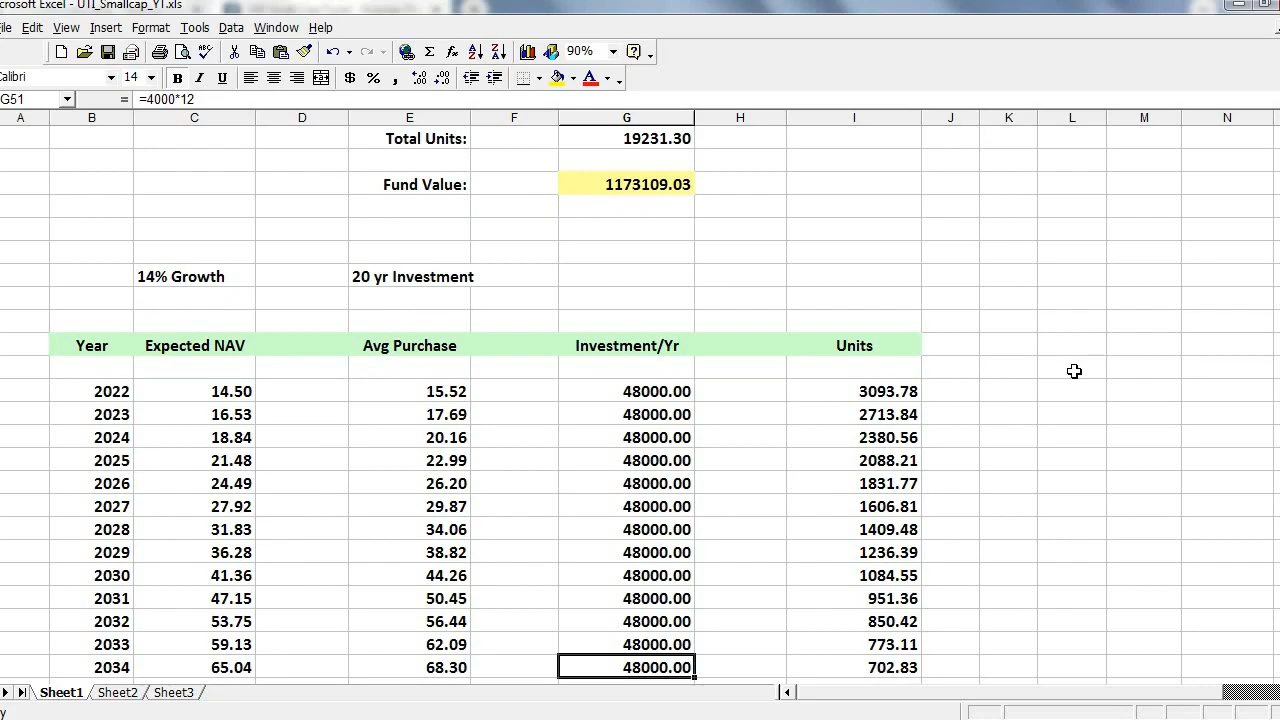 crosoft Excel - UTI_Smallcap_YT.xls
ile Edit View Insert Format Tools Data Window Help
90%
Calibri 14 B I U $ % ,
G51 = =4000*12
A B C D E F G H I J K L M N
Total Units: 19231.30
Fund Value: 1173109.03
14% Growth 20 yr Investment
Year Expected NAV Avg Purchase Investment/Yr Units
2022 14.50 15.52 48000.00 3093.78
2023 16.53 17.69 48000.00 2713.84
2024 18.84 20.16 48000.00 2380.56
2025 21.48 22.99 48000.00 2088.21
2026 24.49 26.20 48000.00 1831.77
2027 27.92 29.87 48000.00 1606.81
2028 31.83 34.06 48000.00 1409.48
2029 36.28 38.82 48000.00 1236.39
2030 41.36 44.26 48000.00 1084.55
2031 47.15 50.45 48000.00 951.36
2032 53.75 56.44 48000.00 850.42
2033 59.13 62.09 48000.00 773.11
2034 65.04 68.30 48000.00 702.83
Sheet1 Sheet2 Sheet3
y